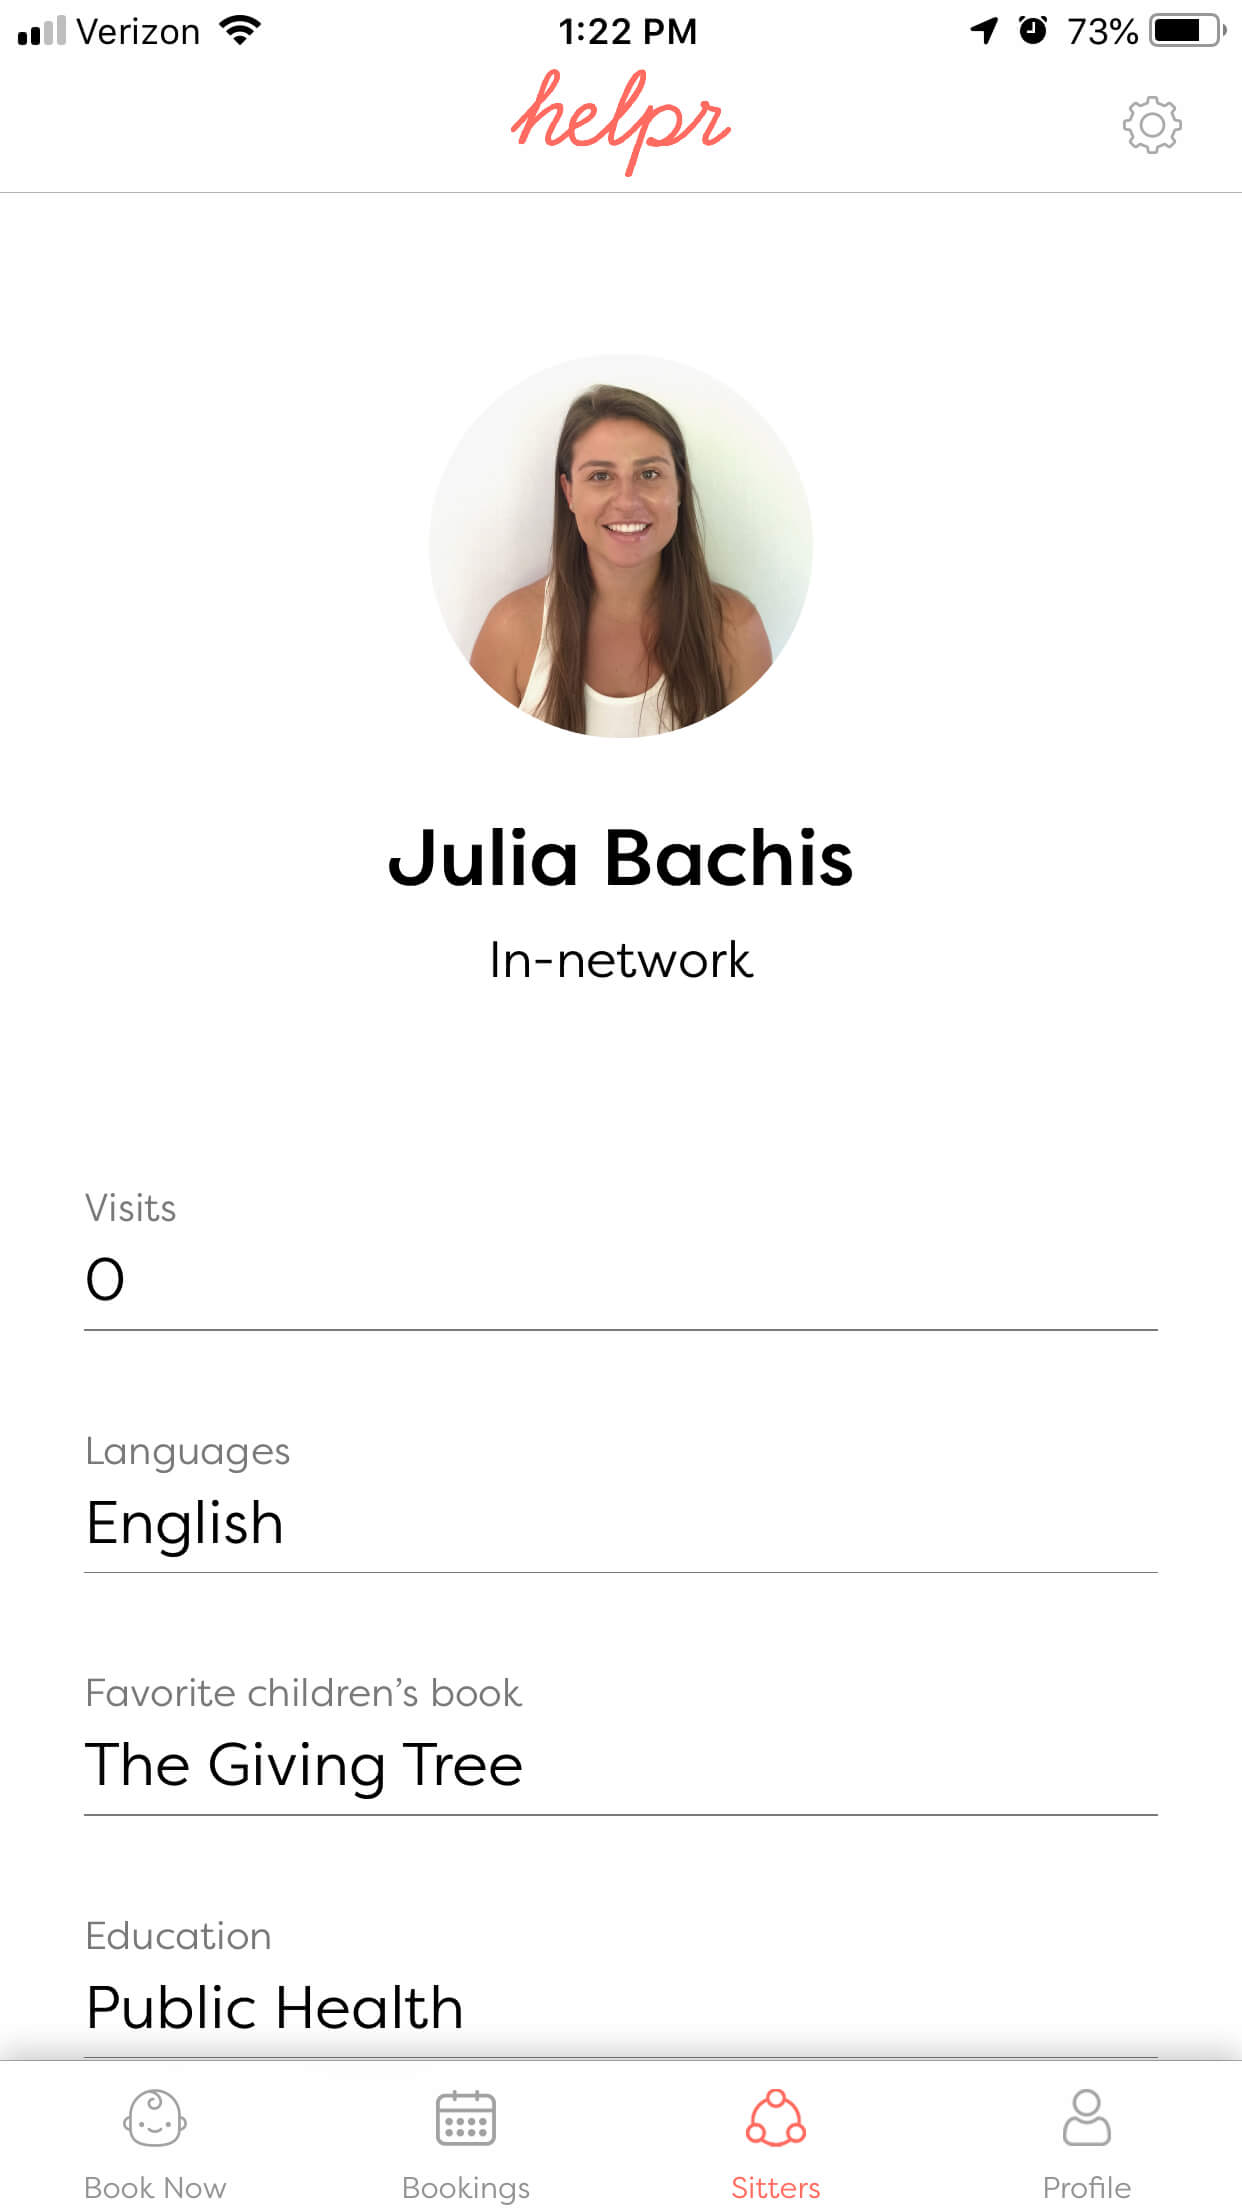 Verizon 1:22 PM 73%
helpr
Julia Bachis
In-network
Visits
0
Languages
English
Favorite children’s book
The Giving Tree
Education
Public Health
Book Now Bookings Sitters Profile